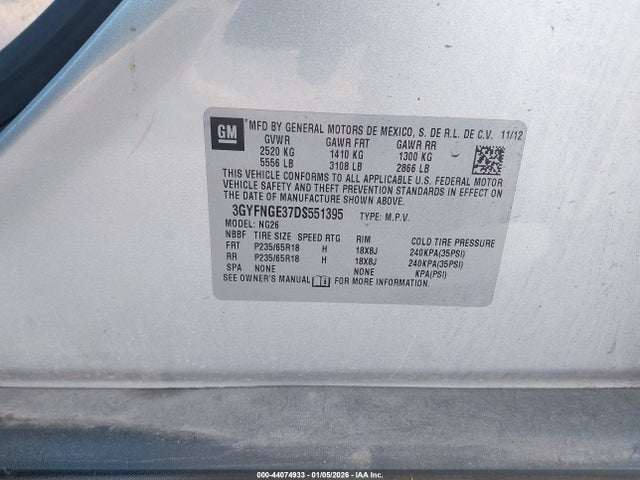 GM
MFD BY GENERAL MOTORS DE MEXICO, S. DE R.L. DE C.V. 11/12
GVWR GAWR FRT GAWR RR
2520 KG 1410 KG 1300 KG
5556 LB 3108 LB 2866 LB
THIS VEHICLE CONFORMS TO ALL APPLICABLE U.S. FEDERAL MOTOR
VEHICLE SAFETY AND THEFT PREVENTION STANDARDS IN EFFECT ON
THE DATE OF MANUFACTURE SHOWN ABOVE.
3GYFNGE37DS551395 TYPE: M.P.V.
MODEL: NG26
NBBF TIRE SIZE SPEED RTG RIM COLD TIRE PRESSURE
FRT P235/65R18 H 18X8J 240KPA(35PSI)
RR P235/65R18 H 18X8J 240KPA(35PSI)
SPA NONE NONE KPA(PSI)
SEE OWNER'S MANUAL FOR MORE INFORMATION.
000-44074933 - 01/05/2026 - IAA Inc.